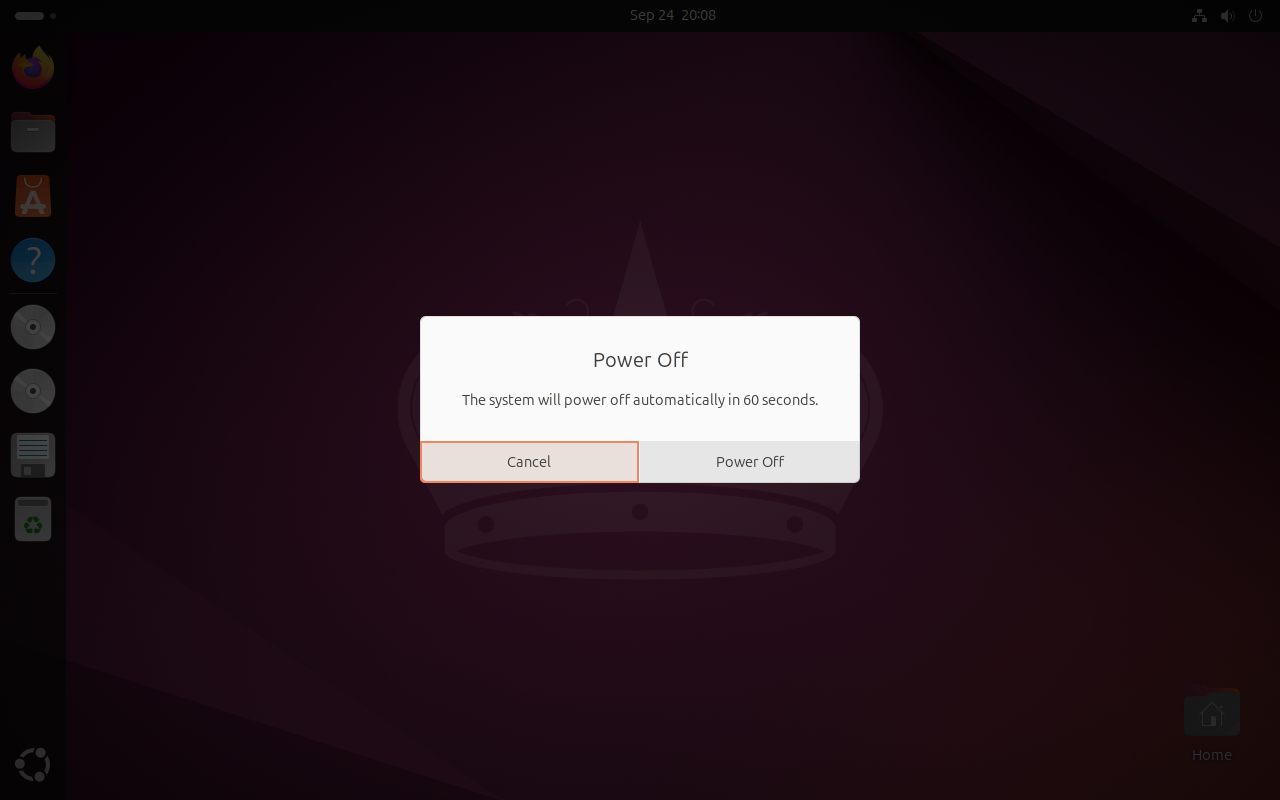 Sep 24 20:08
Power Off
The system will power off automatically in 60 seconds.
Cancel
Power Off
Home